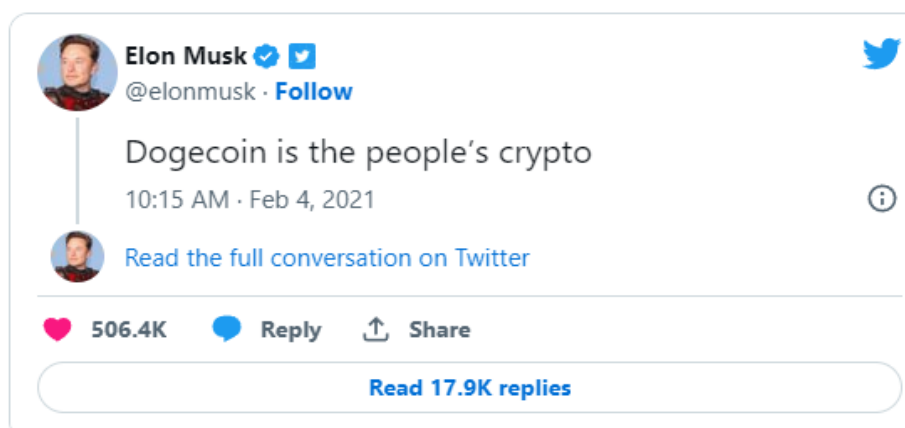 Elon Musk
@elonmusk · Follow
Dogecoin is the people’s crypto
10:15 AM · Feb 4, 2021
Read the full conversation on Twitter
506.4K Reply Share
Read 17.9K replies